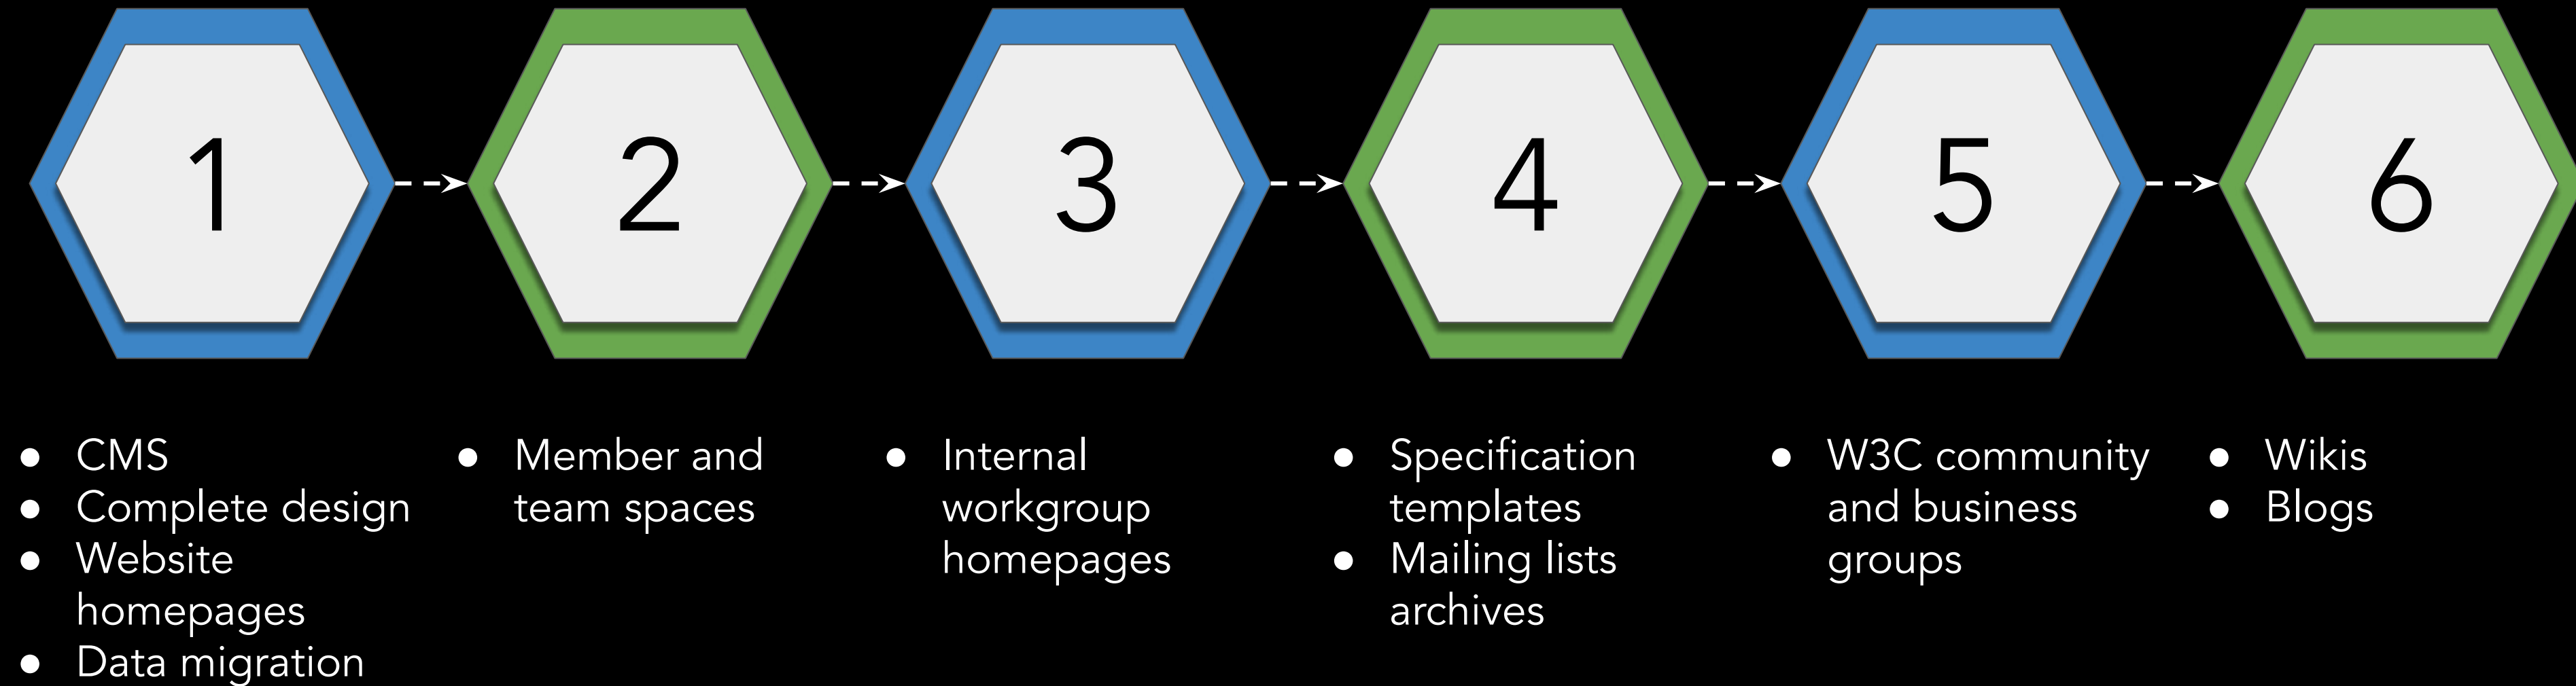 1
2
3
4
5
6
● CMS
● Complete design
● Website
homepages
● Data migration
● Member and
team spaces
● Internal
workgroup
homepages
● Specification
templates
● Mailing lists
archives
● W3C community
and business
groups
● Wikis
● Blogs